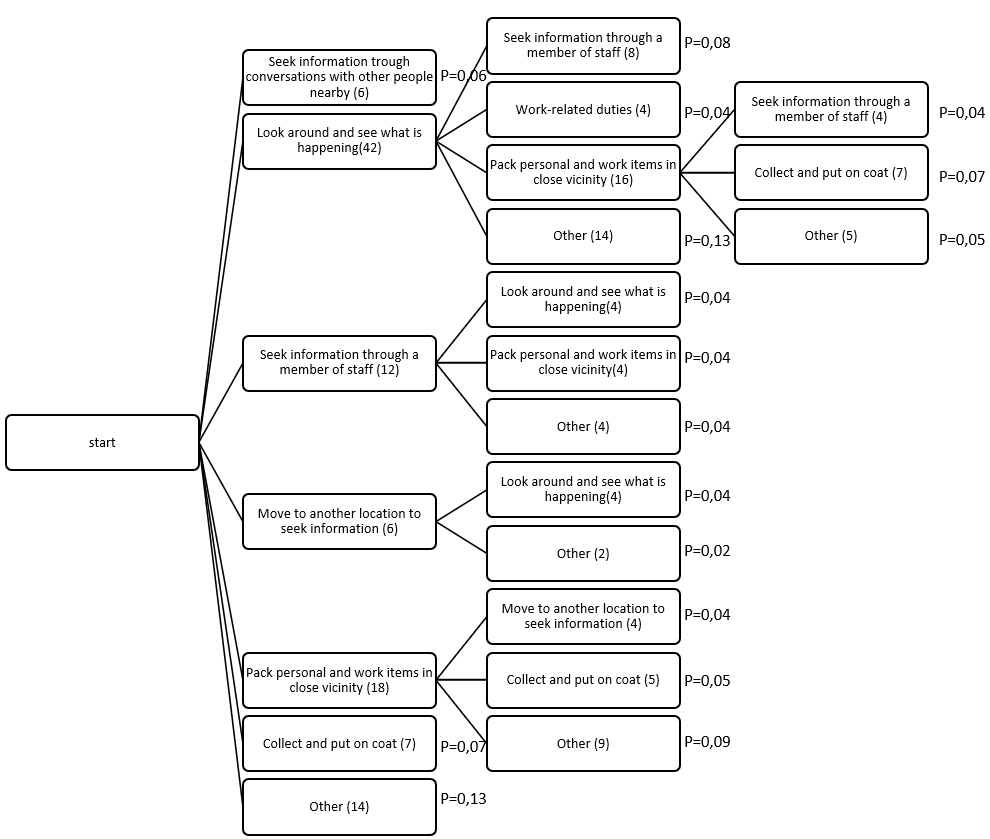 start
Seek information trough
conversations with other people
nearby (6)
P=0,06
Look around and see what is
happening(42)
Seek information through a
member of staff (8)
P=0,08
Work-related duties (4)
P=0,04
Pack personal and work items in
close vicinity (16)
Seek information through a
member of staff (4)
P=0,04
Collect and put on coat (7)
P=0,07
Other (5)
P=0,05
Other (14)
P=0,13
Seek information through a
member of staff (12)
Look around and see what is
happening(4)
P=0,04
Pack personal and work items in
close vicinity(4)
P=0,04
Other (4)
P=0,04
Move to another location to
seek information (6)
Look around and see what is
happening(4)
P=0,04
Other (2)
P=0,02
Pack personal and work items in
close vicinity (18)
Move to another location to
seek information (4)
P=0,04
Collect and put on coat (5)
P=0,05
Other (9)
P=0,09
Collect and put on coat (7)
P=0,07
Other (14)
P=0,13